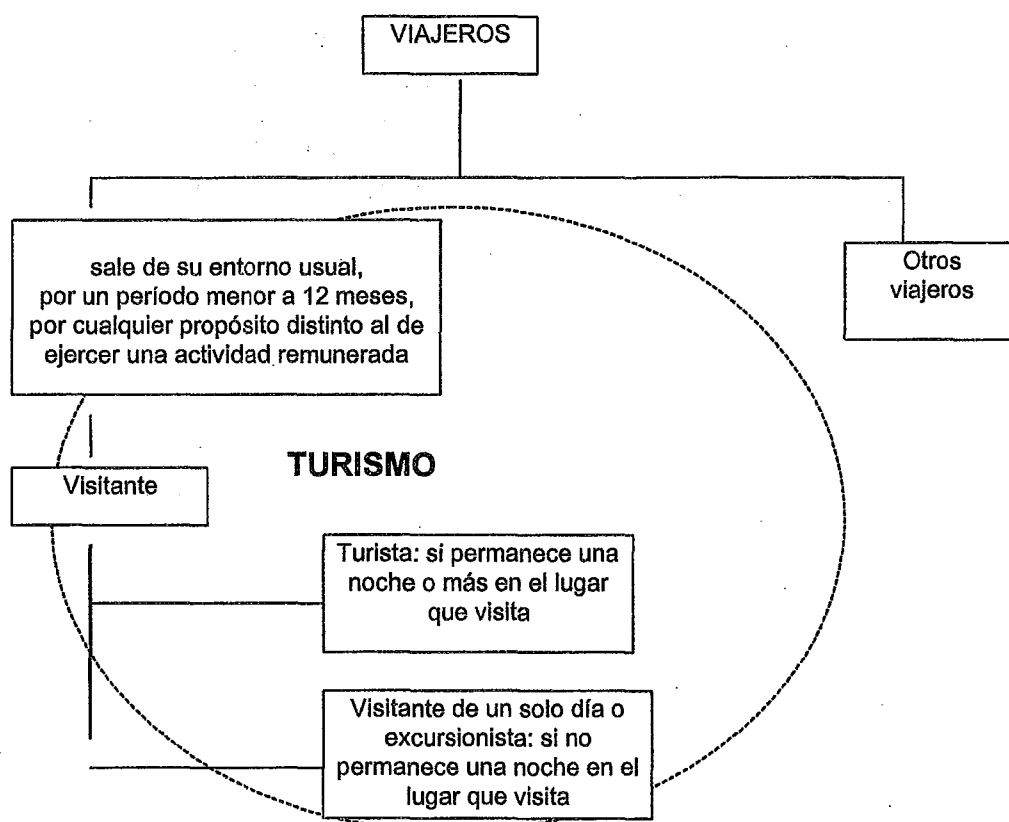 VIAJEROS
sale de su entorno usual,
por un período menor a 12 meses,
por cualquier propósito distinto al de
ejercer una actividad remunerada
Otros
viajeros
TURISMO
Visitante
Turista: si permanece una
noche o más en el lugar
que visita
Visitante de un solo día o
excursionista: si no
permanece una noche en el
lugar que visita